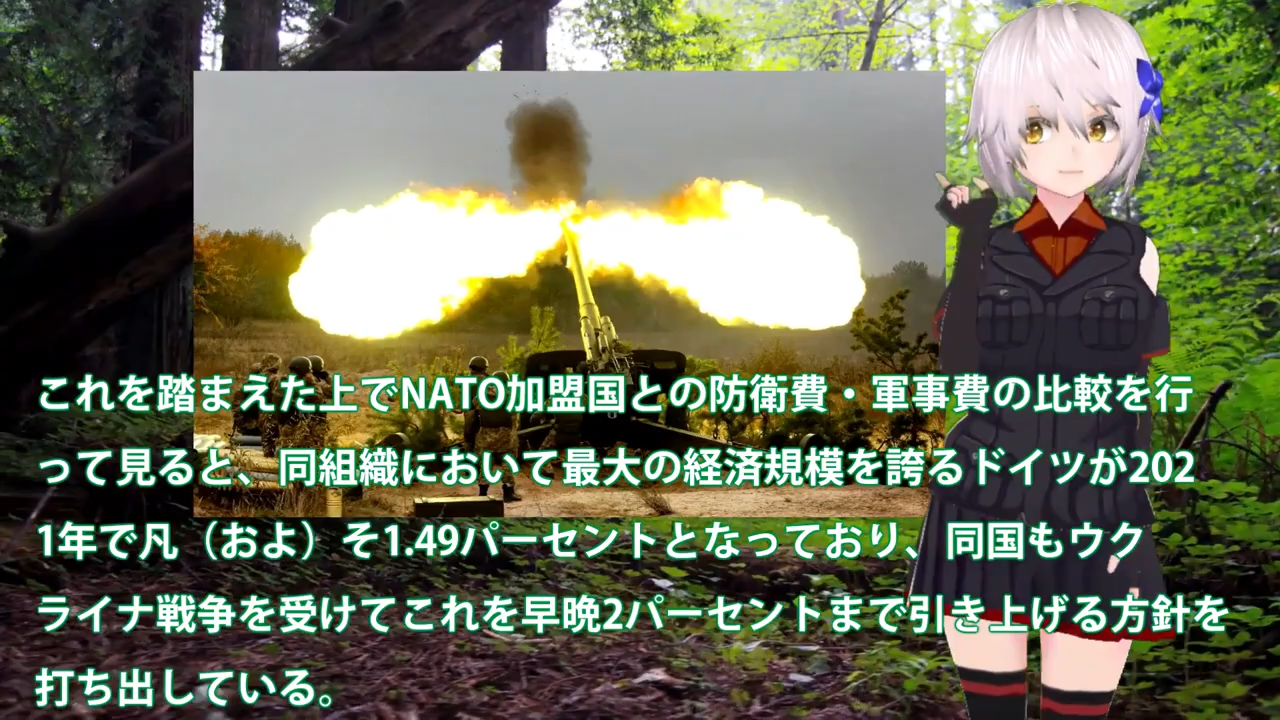 これを踏まえた上でNATO加盟国との防衛費・軍事費の比較を行
って見ると、同組織において最大の経済規模を誇るドイツが202
1年で凡（およ）そ1.49パーセントとなっており、同国もウク
ライナ戦争を受けてこれを早晩2パーセントまで引き上げる方針を
打ち出している。